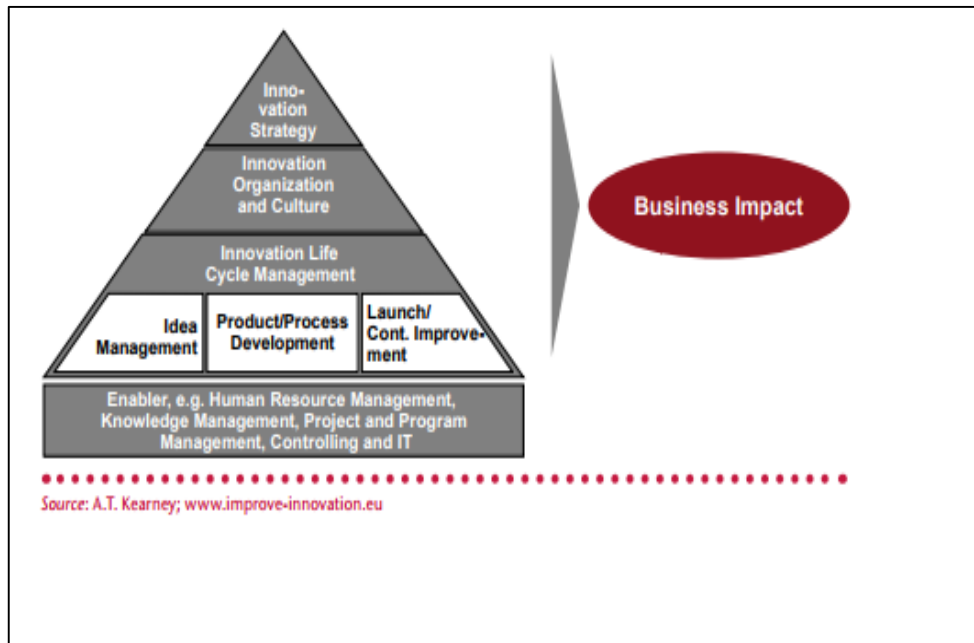 Inno-
vation
Strategy
Innovation
Organization
and Culture
Innovation Life
Cycle Management
Idea
Management
Product/Process
Development
Launch/
Cont. Improve-
ment
Enabler, e.g. Human Resource Management,
Knowledge Management, Project and Program
Management, Controlling and IT
Business Impact
Source: A.T. Kearney; www.improve-innovation.eu